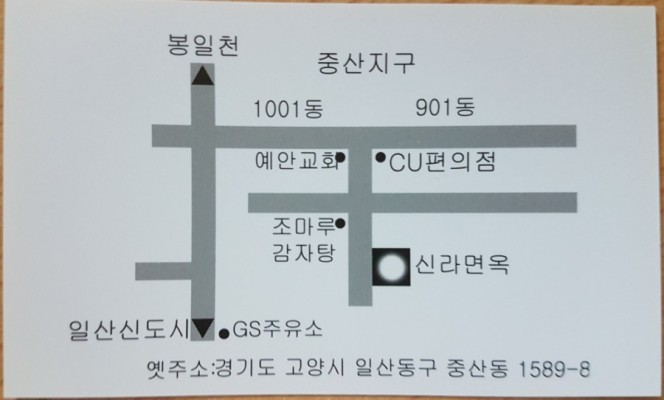 봉일천
중산지구
1001동
901동
예안교회
CU편의점
조마루
감자탕
신라면옥
일산신도시
GS주유소
옛주소:경기도 고양시 일산동구 중산동 1589-8